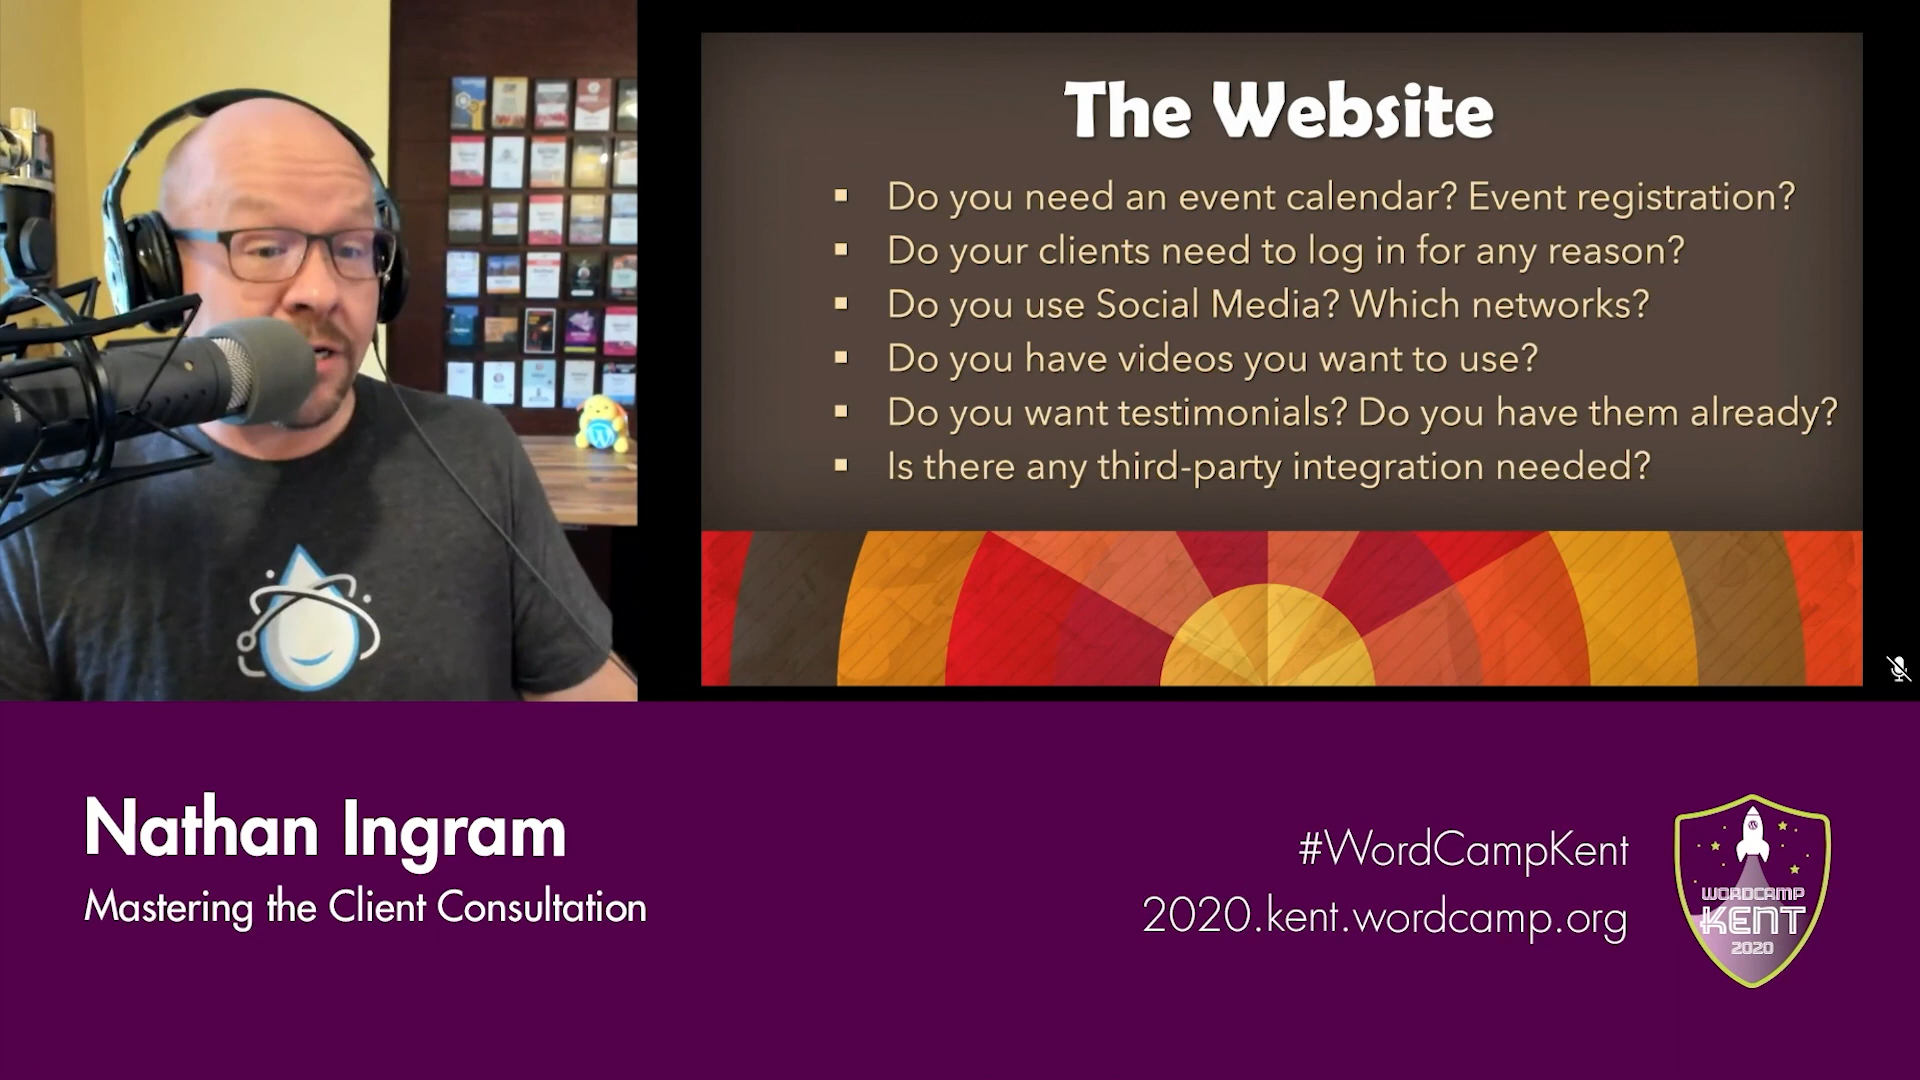 The Website
Do you need an event calendar? Event registration?
Do your clients need to log in for any reason?
Do you use Social Media? Which networks?
Do you have videos you want to use?
Do you want testimonials? Do you have them already?
Is there any third-party integration needed?
Nathan Ingram
Mastering the Client Consultation
#WordCampKent
2020.kent.wordcamp.org
WORDCAMP
KENT
2020